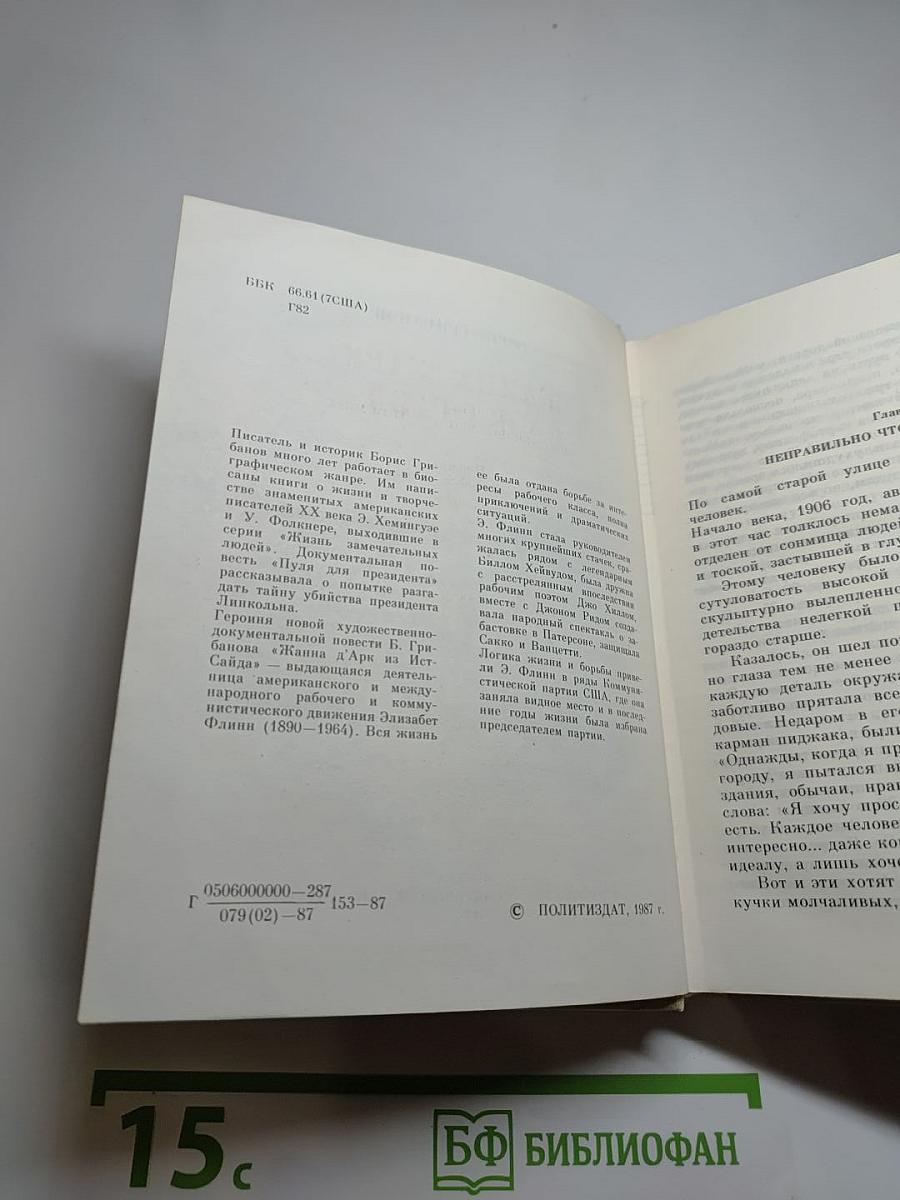 ББК 66.61(7США)
Г82
Писатель и историк Борис Гри-
банов много лет работает в био-
графическом жанре. Им напи-
саны книги о жизни и творче-
стве знаменитых американских
писателей XX века Э. Хемингуэе
и У. Фолкнере, выходившие в
серии «Жизнь замечательных
людей». Документальная по-
весть «Пуля для президента»
рассказывала о попытке разга-
дать тайну убийства президента
Линкольна.
Героиня новой художественно-
документальной повести Б. Гри-
банова «Жанна д'Арк из Ист-
Сайда» — выдающаяся деятель-
ница американского и между-
народного рабочего и комму-
нистического движения Элизабет
Флинн (1890—1964). Вся жизнь
ее была отдана борьбе за инте-
ресы рабочего класса, полна
приключений и драматических
ситуаций.
Э. Флинн стала руководителем
многих крупнейших стачек, сра-
жалась рядом с легендарным
Биллом Хейвудом, была дружна
с расстрелянным впоследствии
рабочим поэтом Джо Хиллом,
вместе с Джоном Ридом созда-
вала народный спектакль о за-
бастовке в Патерсоне, защищала
Сакко и Ванцетти.
Логика жизни и борьбы приве-
ли Э. Флинн в ряды Коммуни-
стической партии США, где она
заняла видное место и в послед-
ние годы жизни была избрана
председателем партии.
Г 0506000000—287 153—87
079(02)—87
© ПОЛИТИЗДАТ, 1987 г.
Глав
НЕПРАВИЛЬНО ЧТО
По самой старой улице
человек.
Начало века, 1906 год, ав
в этот час толклось нема
отделен от сонмища людей
и тоской, застывшей в глу
Этому человеку было
сутуловатость высокой
скульптурно вылепленно
детельства нелегкой п
гораздо старше.
Казалось, он шел по
но глаза тем не менее
каждую деталь окружа
заботливо прятала все
довые. Недаром в его
карман пиджака, были
«Однажды, когда я пр
городу, я пытался вы
здания, обычаи, нрав
слова: «Я хочу прос
есть. Каждое челове
интересно... даже ког
идеалу, а лишь хоче
Вот и эти хотят
кучки молчаливых,
15 с
БФ БИБЛИОФАН